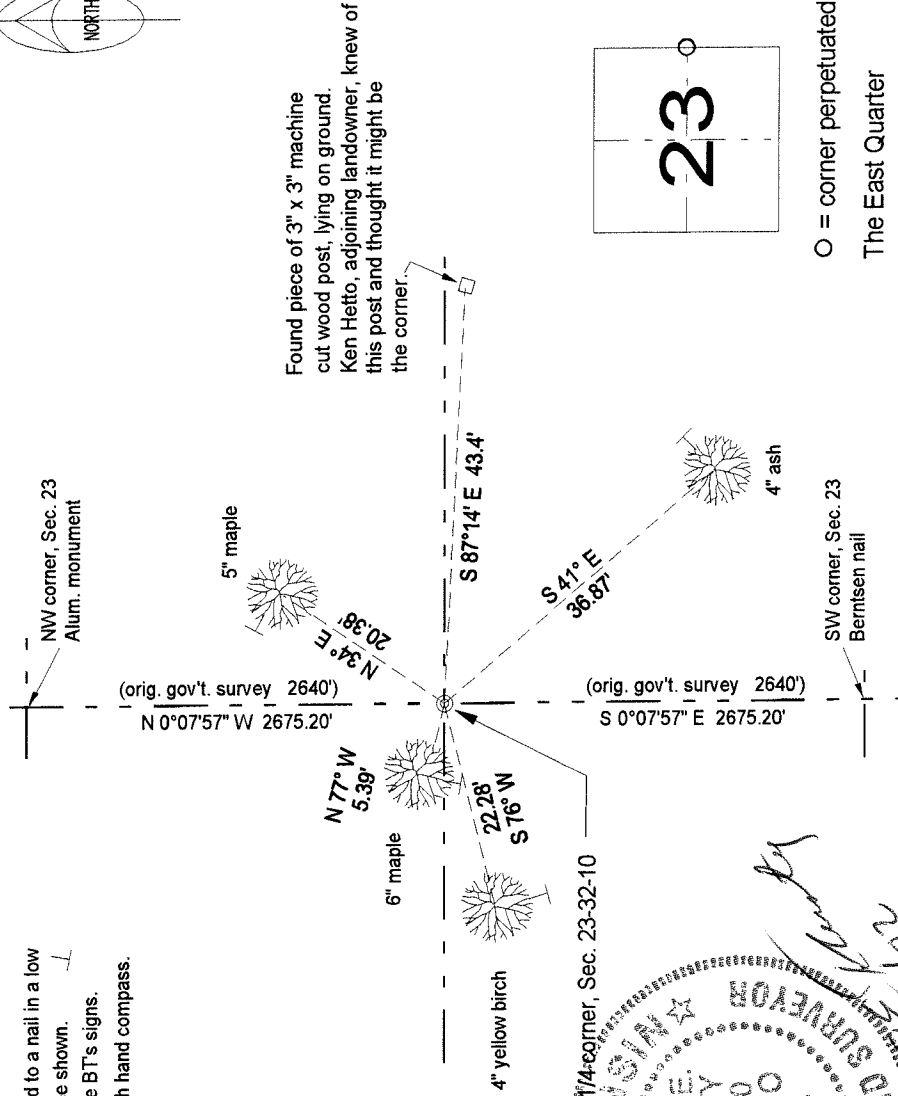 NORTH
NW corner, Sec. 23
Alum. monument
Found piece of 3" x 3" machine
cut wood post, lying on ground.
Ken Hetto, adjoining landowner, knew of
this post and thought it might be
the corner.
5" maple
(orig. gov't. survey 2640')
N 0°07'57" W 2675.20'
N 34° E
20.38'
S 87°14' E 43.4'
N 77° W
5.39'
6" maple
22.28'
S 76° W
4" yellow birch
S 41° E
36.87'
4" ash
(orig. gov't. survey 2640')
S 0°07'57" E 2675.20'
SW corner, Sec. 23
Berntsen nail
1/4 corner, Sec. 23-32-10
d to a nail in a low
e shown.
e BT's signs.
h hand compass.
23
O = corner perpetuated
The East Quarter
SURVEYOR